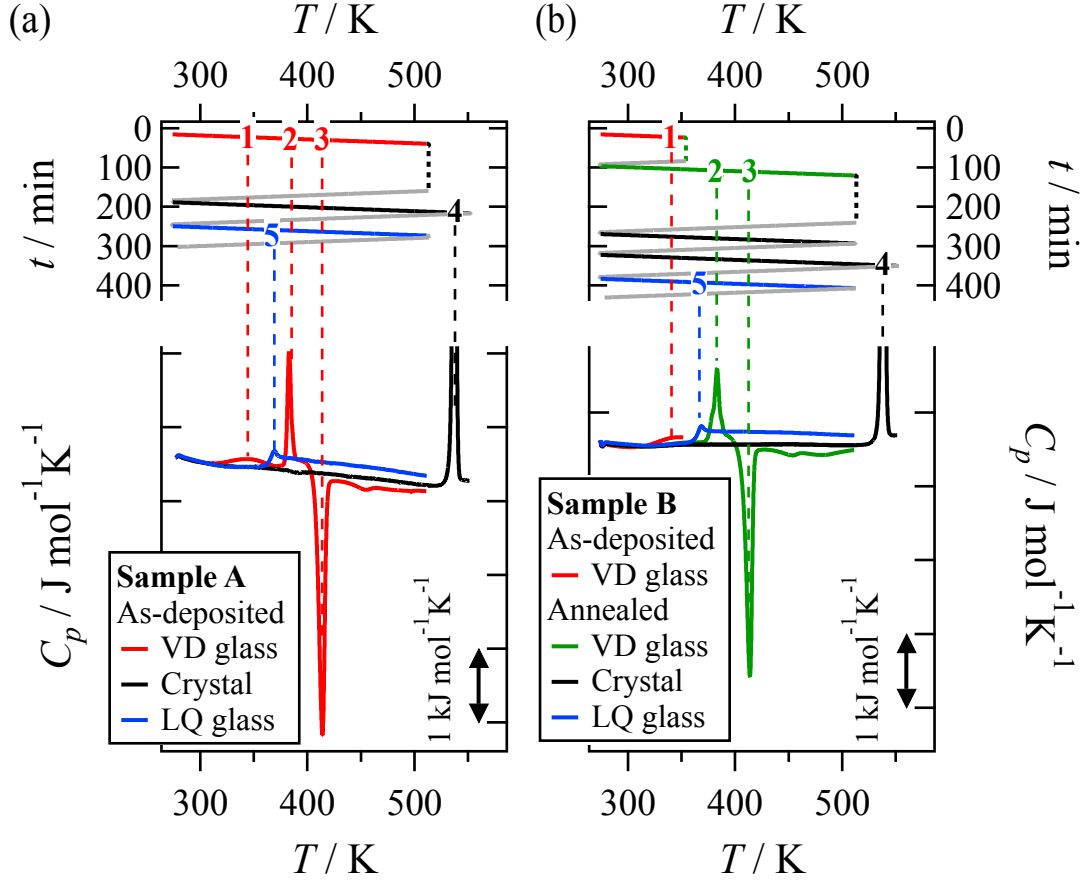 (a)
T / K
300 400 500
t / min
0
100
200
300
400
1 2 3
4
5
C_p / J mol⁻¹K⁻¹
Sample A
As-deposited
VD glass
Crystal
LQ glass
1 kJ mol⁻¹K⁻¹
300 400 500
T / K
(b)
T / K
300 400 500
0
100
200
300
400
t / min
1
2 3
4
5
C_p / J mol⁻¹K⁻¹
Sample B
As-deposited
VD glass
Annealed
VD glass
Crystal
LQ glass
1 kJ mol⁻¹K⁻¹
300 400 500
T / K